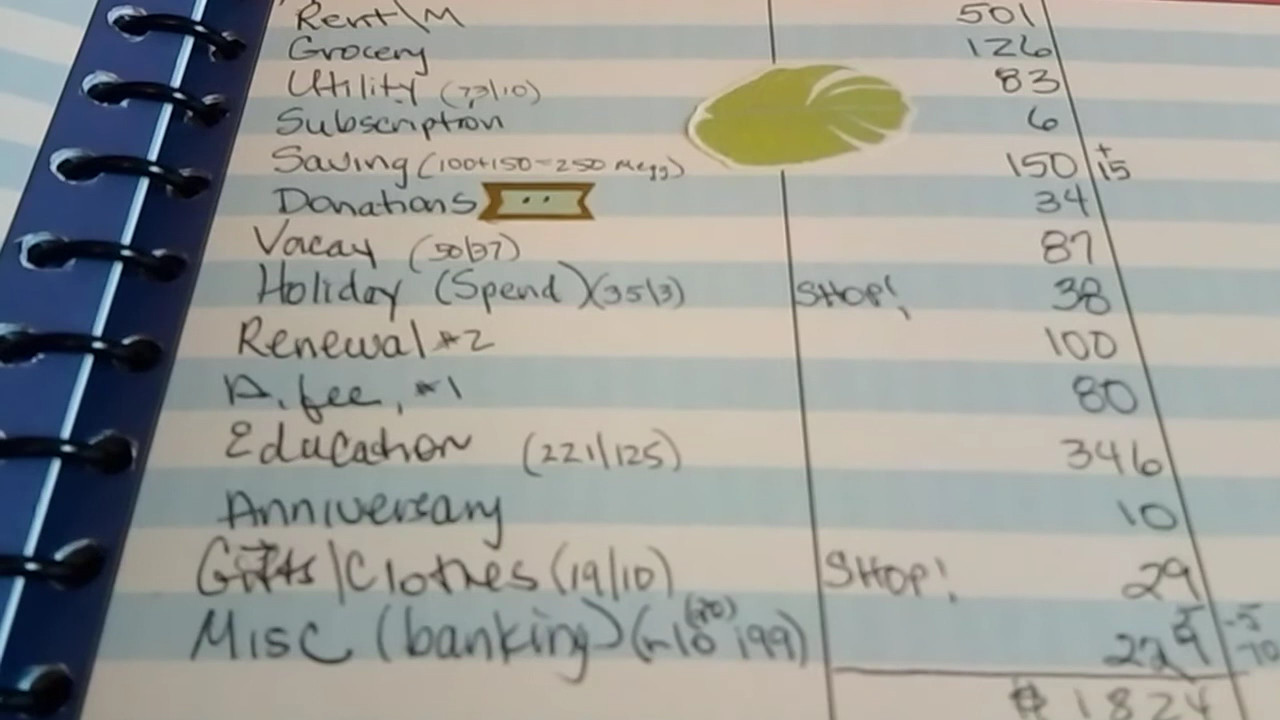 Rent\M 501
Grocery 126
Utility (73/10) 83
Subscription 6
Saving (100+150=250 Megg) 150 +15
Donations 34
Vacay (50/37) 87
Holiday (Spend) (35/3) SHOP! 38
Renewal #2 100
A. fee, #1 80
Education (221/125) 346
Anniversary 10
Gifts/Clothes (19/10) SHOP! 29
Misc (banking) 199) -5
$1824